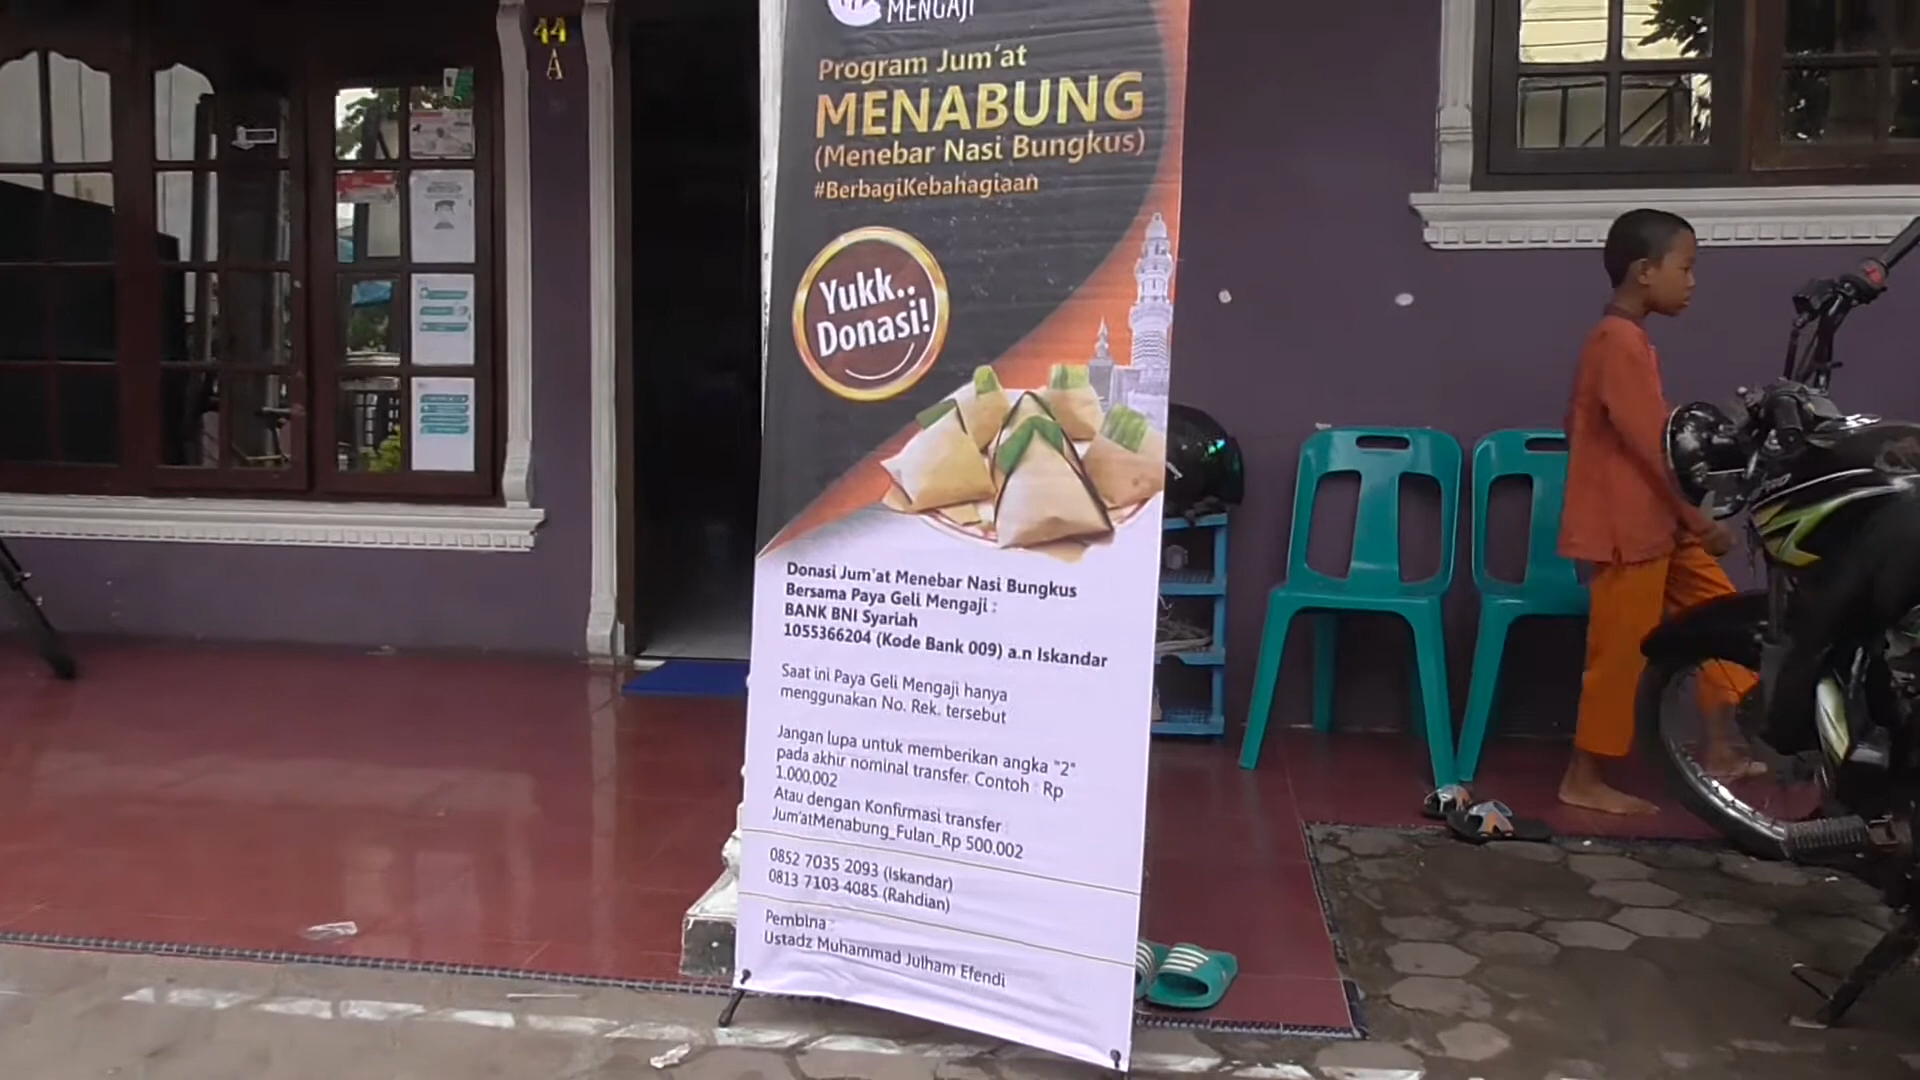 44
A
MENGAJI
Program Jum'at
MENABUNG
(Menebar Nasi Bungkus)
#BerbagiKebahagiaan
Yukk..
Donasi!
Donasi Jum'at Menebar Nasi Bungkus
Bersama Paya Geli Mengaji :
BANK BNI Syariah
1055366204 (Kode Bank 009) a.n Iskandar
Saat ini Paya Geli Mengaji hanya
menggunakan No. Rek. tersebut
Jangan lupa untuk memberikan angka "2"
pada akhir nominal transfer. Contoh : Rp
1.000.002
Atau dengan Konfirmasi transfer :
Jum'atMenabung_Fulan_Rp 500.002
0852 7035 2093 (Iskandar)
0813 7103 4085 (Rahdian)
Pembina :
Ustadz Muhammad Julham Efendi